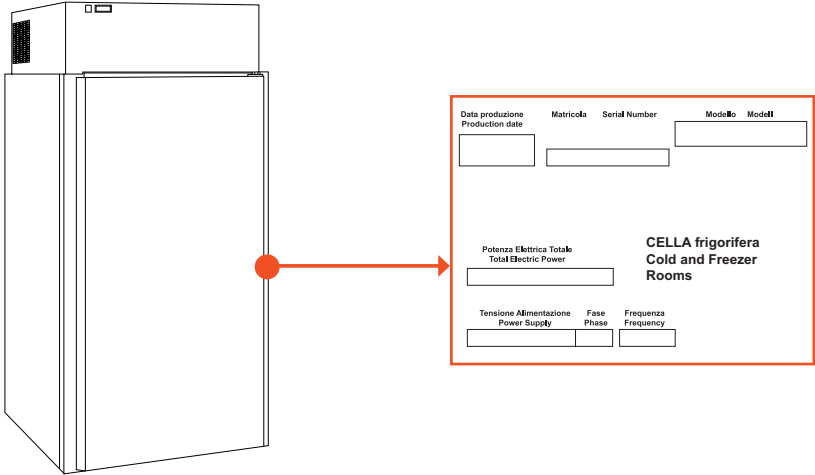 Data produzione
Production date
Matricola Serial Number
Modello Modell
Potenza Elettrica Totale
Total Electric Power
CELLA frigorifera
Cold and Freezer
Rooms
Tensione Alimentazione
Power Supply
Fase
Phase
Frequenza
Frequency